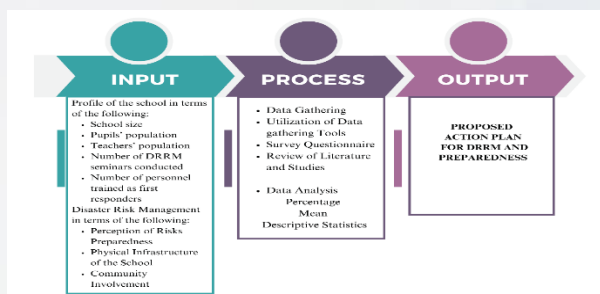 INPUT
Profile of the school in terms
of the following:
• School size
• Pupils' population
• Teachers' population
• Number of DRRM
seminars conducted
• Number of personnel
trained as first
responders
Disaster Risk Management
in terms of the following:
• Perception of Risks
Preparedness
• Physical Infrastructure
of the School
• Community
Involvement
PROCESS
• Data Gathering
• Utilization of Data
gathering Tools
• Survey Questionnaire
• Review of Literature
and Studies
• Data Analysis
Percentage
Mean
Descriptive Statistics
OUTPUT
PROPOSED
ACTION PLAN
FOR DRRM AND
PREPAREDNESS